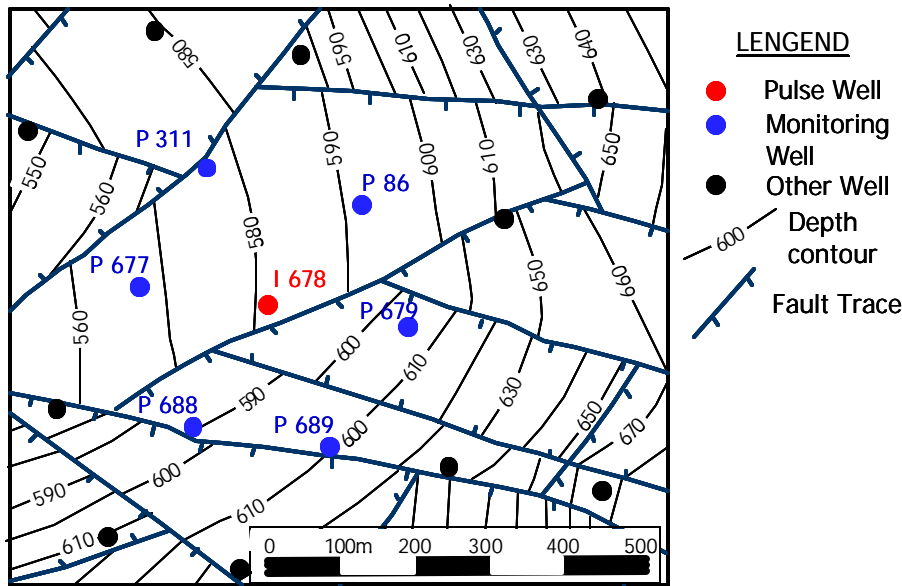 LENGEND
Pulse Well
Monitoring
Well
Other Well
600
Depth
contour
Fault Trace
580
590
610
630
630
640
P 311
550
560
590
600
610
650
P 86
580
P 677
I 678
650
660
560
P 679
600
610
590
630
650
670
P 688
P 689
600
600
590
610
610
0 100m 200 300 400 500